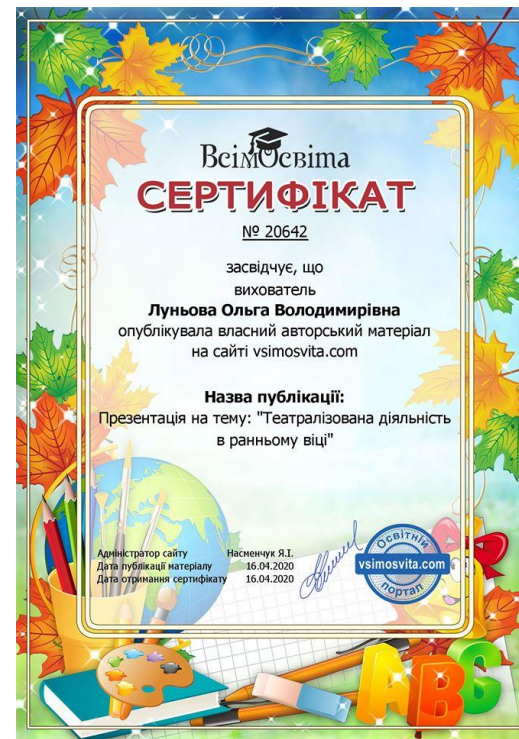 ВсімОсвіта
СЕРТИФІКАТ
№ 20642
засвідчує, що
вихователь
Луньова Ольга Володимирівна
опублікувала власний авторський матеріал
на сайті vsimosvita.com
Назва публікації:
Презентація на тему: "Театралізована діяльність
в ранньому віці"
Адміністратор сайту Насменчук Я.І.
Дата публікації матеріалу 16.04.2020
Дата отримання сертифікату 16.04.2020
Освітній
vsimosvita.com
портал
ABC